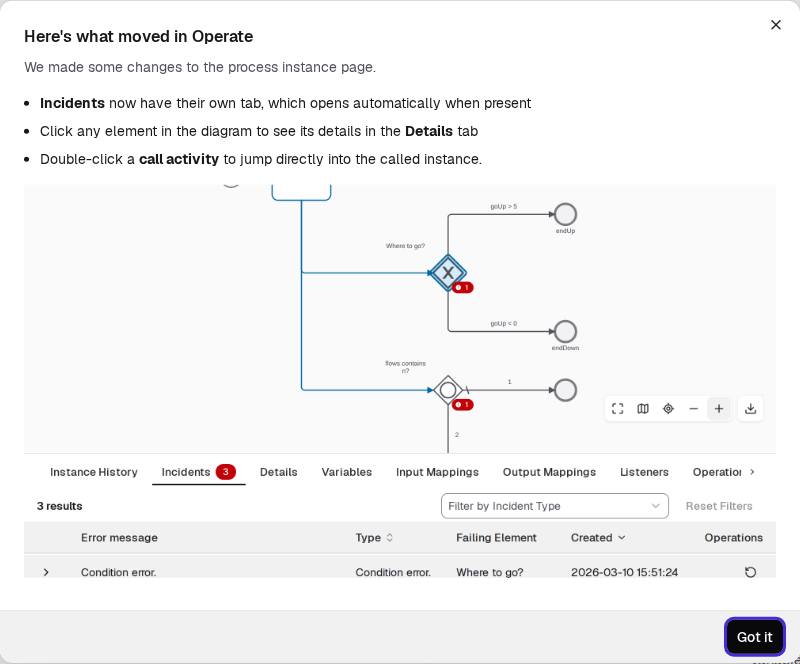 Here's what moved in Operate
We made some changes to the process instance page.
Incidents now have their own tab, which opens automatically when present
Click any element in the diagram to see its details in the Details tab
Double-click a call activity to jump directly into the called instance.
goUp > 5
endUp
Where to go?
1
goUp < 0
endDown
flows contains
n?
1
1
2
Instance History Incidents 3 Details Variables Input Mappings Output Mappings Listeners Operation
3 results Filter by Incident Type Reset Filters
Error message Type Failing Element Created Operations
Condition error. Condition error. Where to go? 2026-03-10 15:51:24
Got it